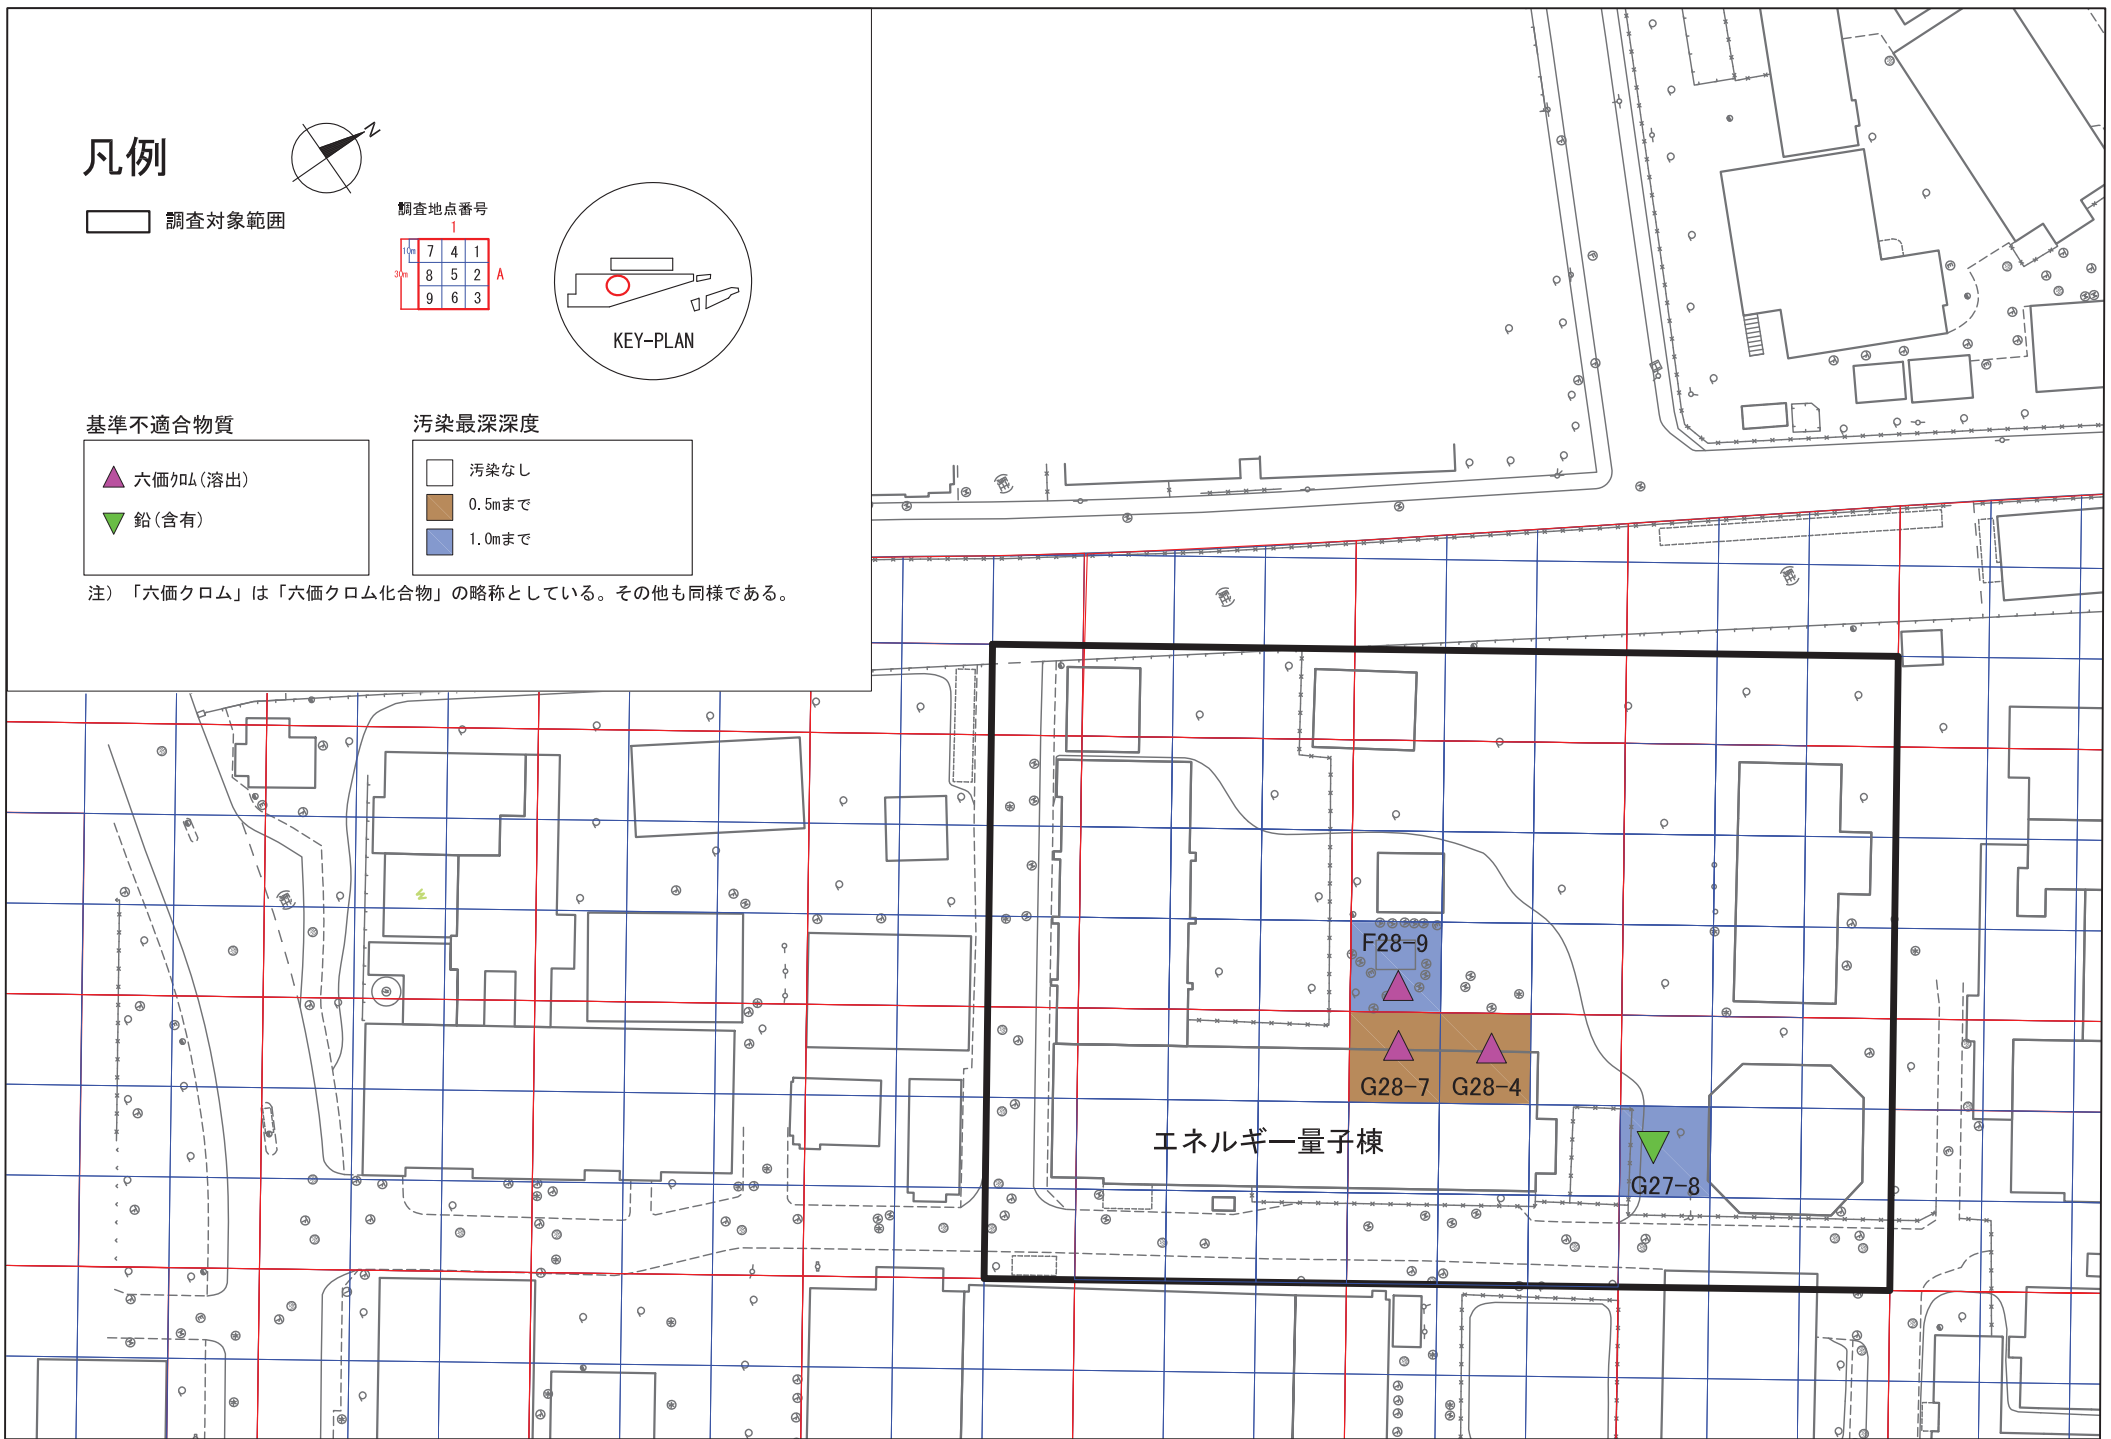 凡例
N
調査対象範囲
調査地点番号
1
10m
7 4 1
30m
8 5 2
A
9 6 3
KEY-PLAN
基準不適合物質
六価クロム(溶出)
鉛(含有)
汚染最深深度
汚染なし
0.5mまで
1.0mまで
注) 「六価クロム」は「六価クロム化合物」の略称としている。その他も同様である。
F28-9
G28-7
G28-4
エネルギー量子棟
G27-8